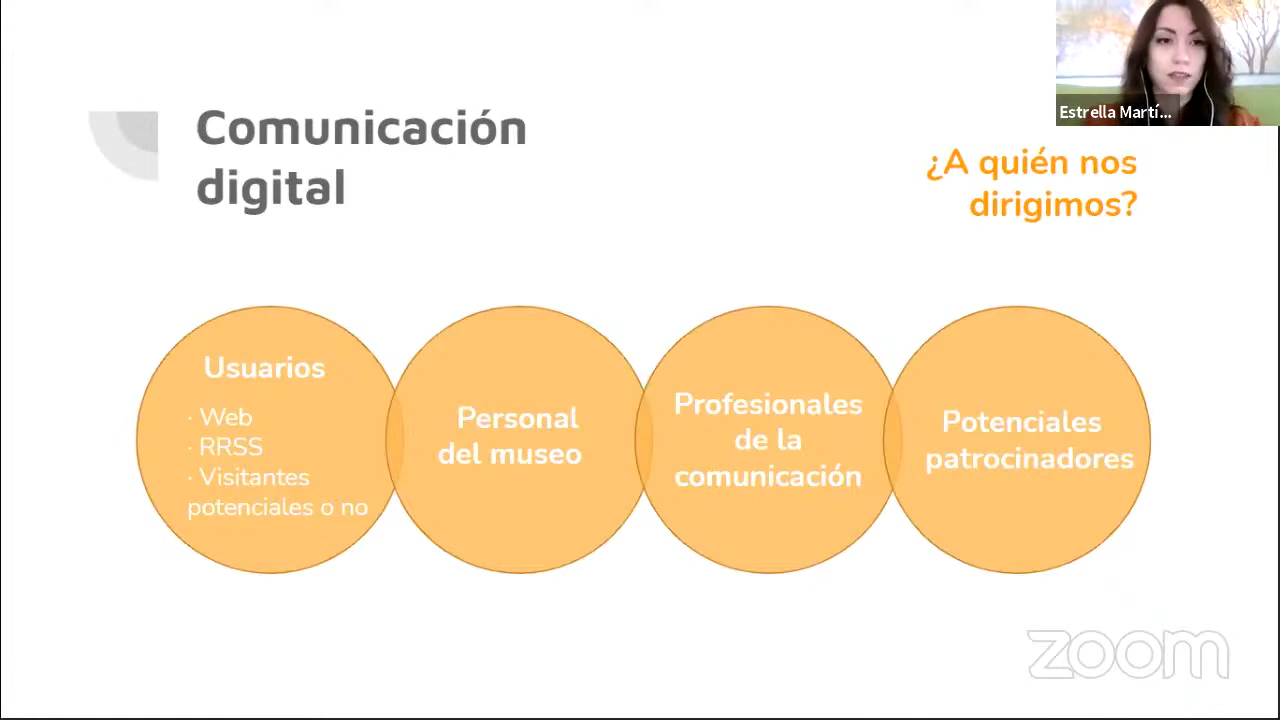 Comunicación
digital
Estrella Martí...
¿A quién nos
dirigimos?
Usuarios
· Web
· RRSS
· Visitantes
potenciales o no
Personal
del museo
Profesionales
de la
comunicación
Potenciales
patrocinadores
zoom